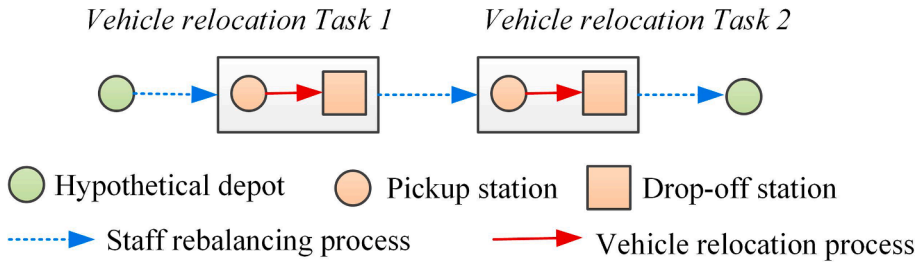 Vehicle relocation Task 1
Vehicle relocation Task 2
Hypothetical depot
Pickup station
Drop-off station
Staff rebalancing process
Vehicle relocation process